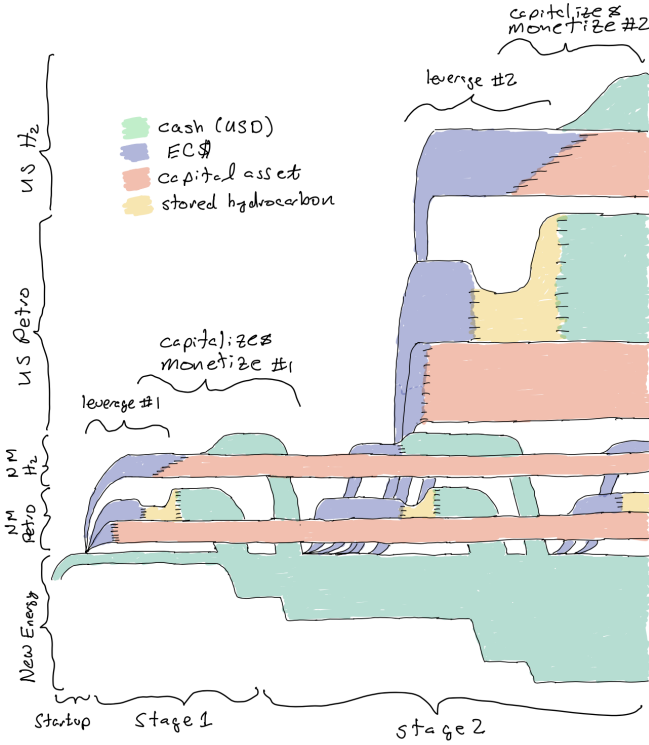 capitalize &
monetize #2
leverage #2
US H2
cash (USD)
EC$
capital asset
stored hydrocarbon
US Petro
capitalize &
monetize #1
leverage #1
NM
H2
NM
Petro
New Energy
Startup
Stage 1
Stage 2